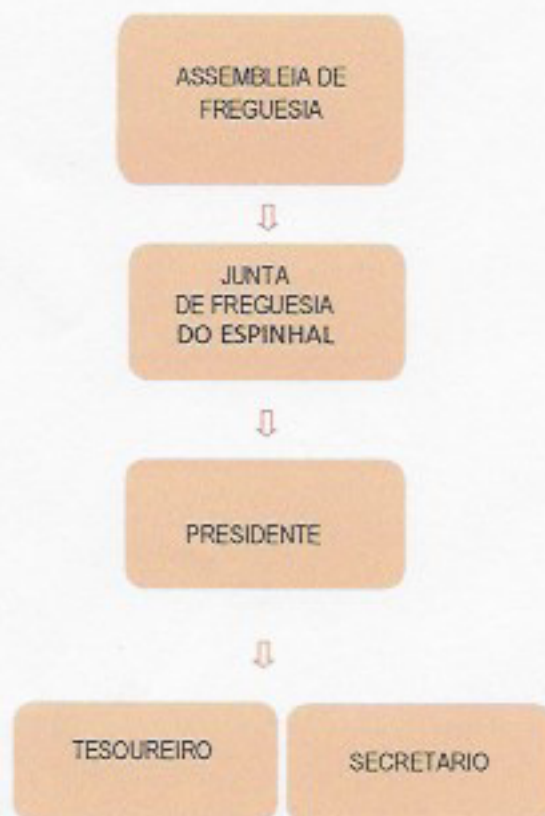 ASSEMBLEIA DE
FREGUESIA
JUNTA
DE FREGUESIA
DO ESPINHAL
PRESIDENTE
TESOUREIRO
SECRETARIO